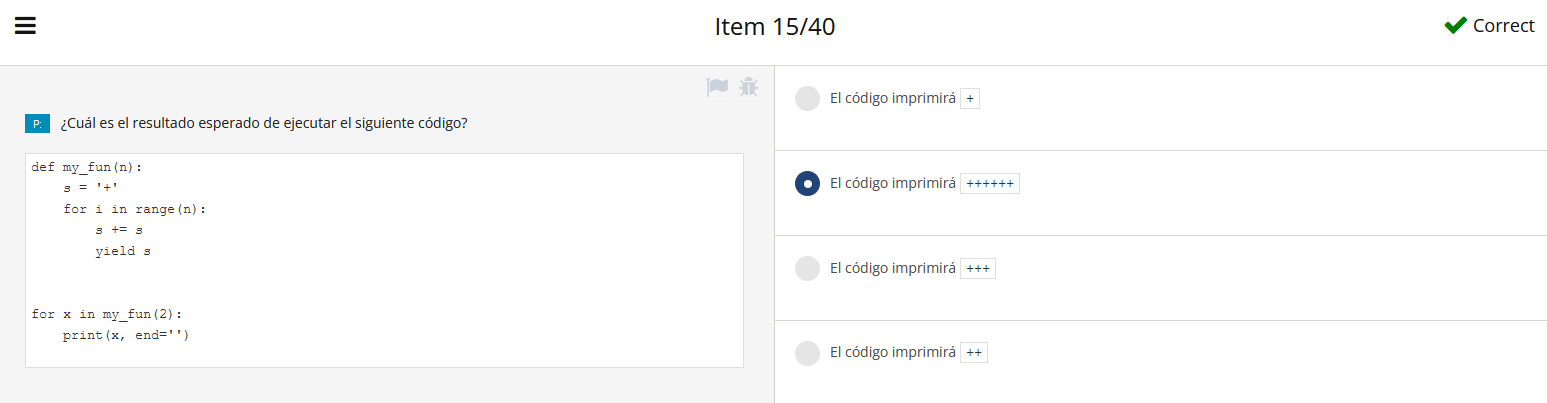 Item 15/40
Correct
P: ¿Cuál es el resultado esperado de ejecutar el siguiente código?
def my_fun(n):
    s = '+'
    for i in range(n):
        s += s
        yield s
for x in my_fun(2):
    print(x, end='')
El código imprimirá +
El código imprimirá ++++++
El código imprimirá +++
El código imprimirá ++